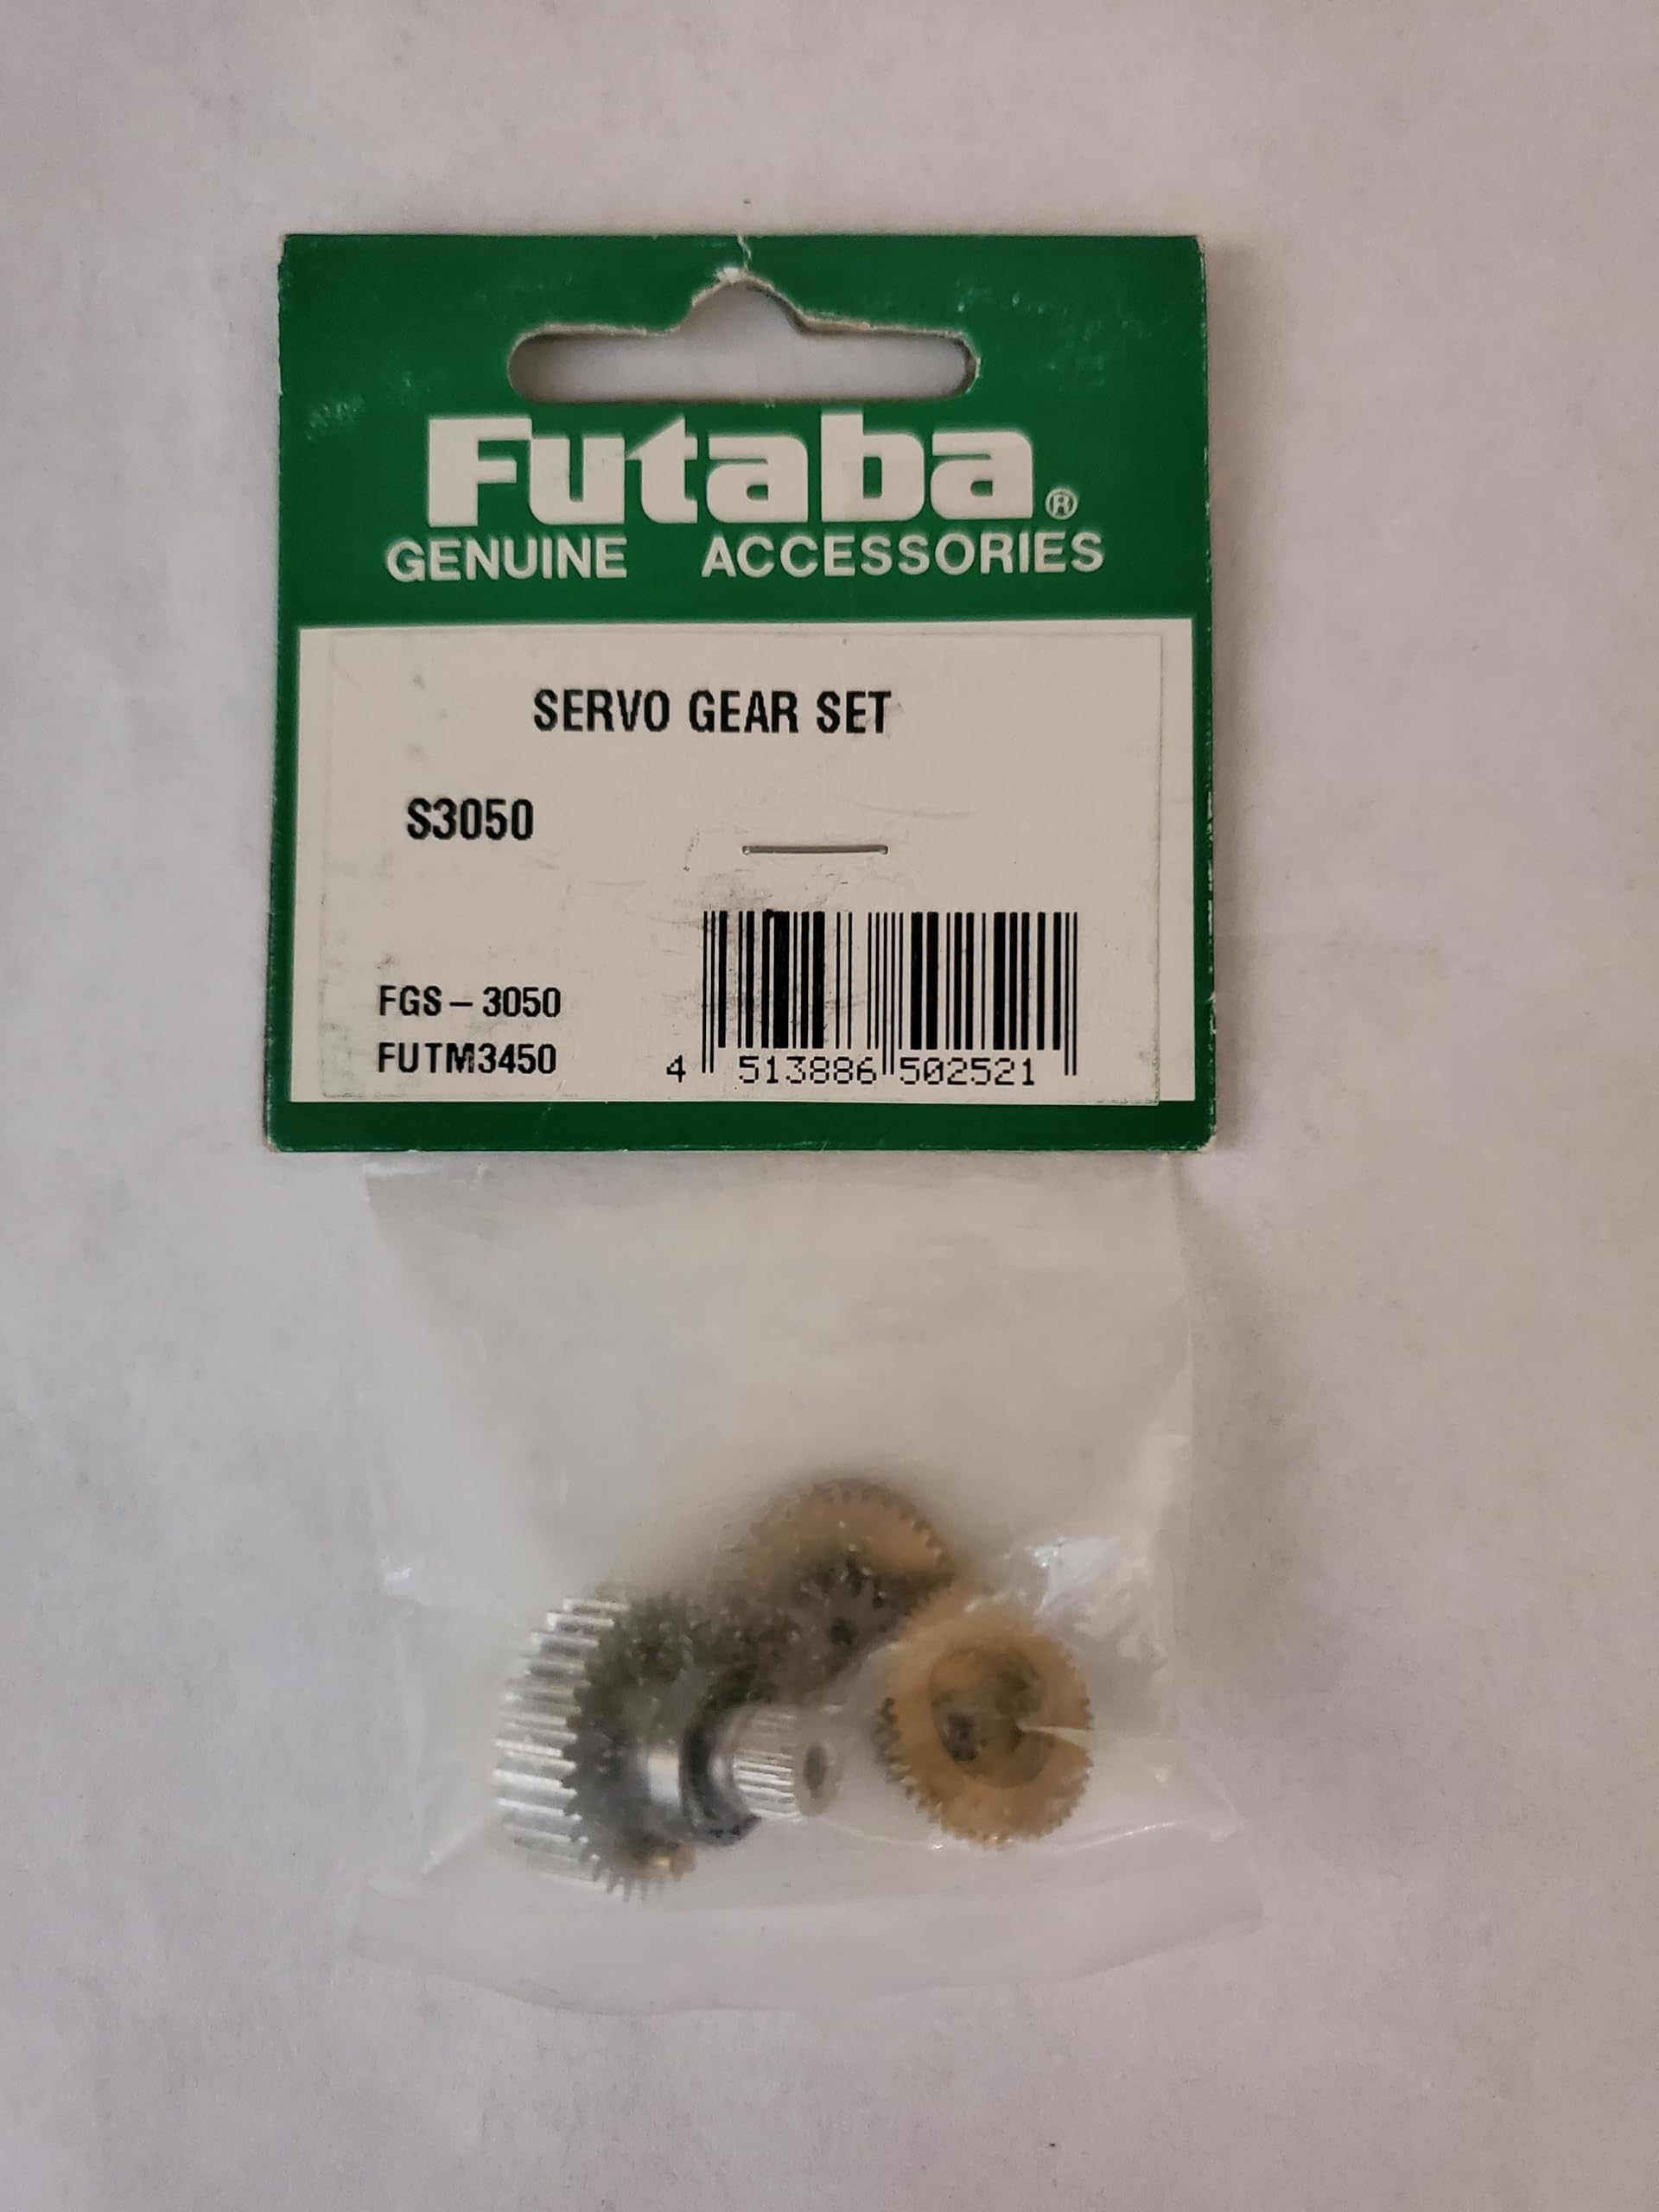 Futaba®
GENUINE ACCESSORIES
SERVO GEAR SET
S3050
FGS – 3050
FUTM3450
4 513886 502521